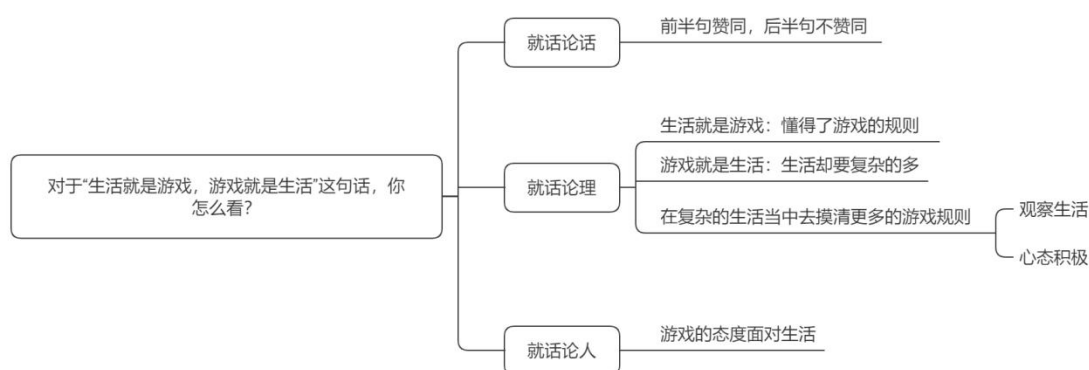 对于“生活就是游戏，游戏就是生活”这句话，你
怎么看？
就话论话
前半句赞同，后半句不赞同
就话论理
生活就是游戏：懂得了游戏的规则
游戏就是生活：生活却要复杂的多
在复杂的生活当中去摸清更多的游戏规则
观察生活
心态积极
就话论人
游戏的态度面对生活